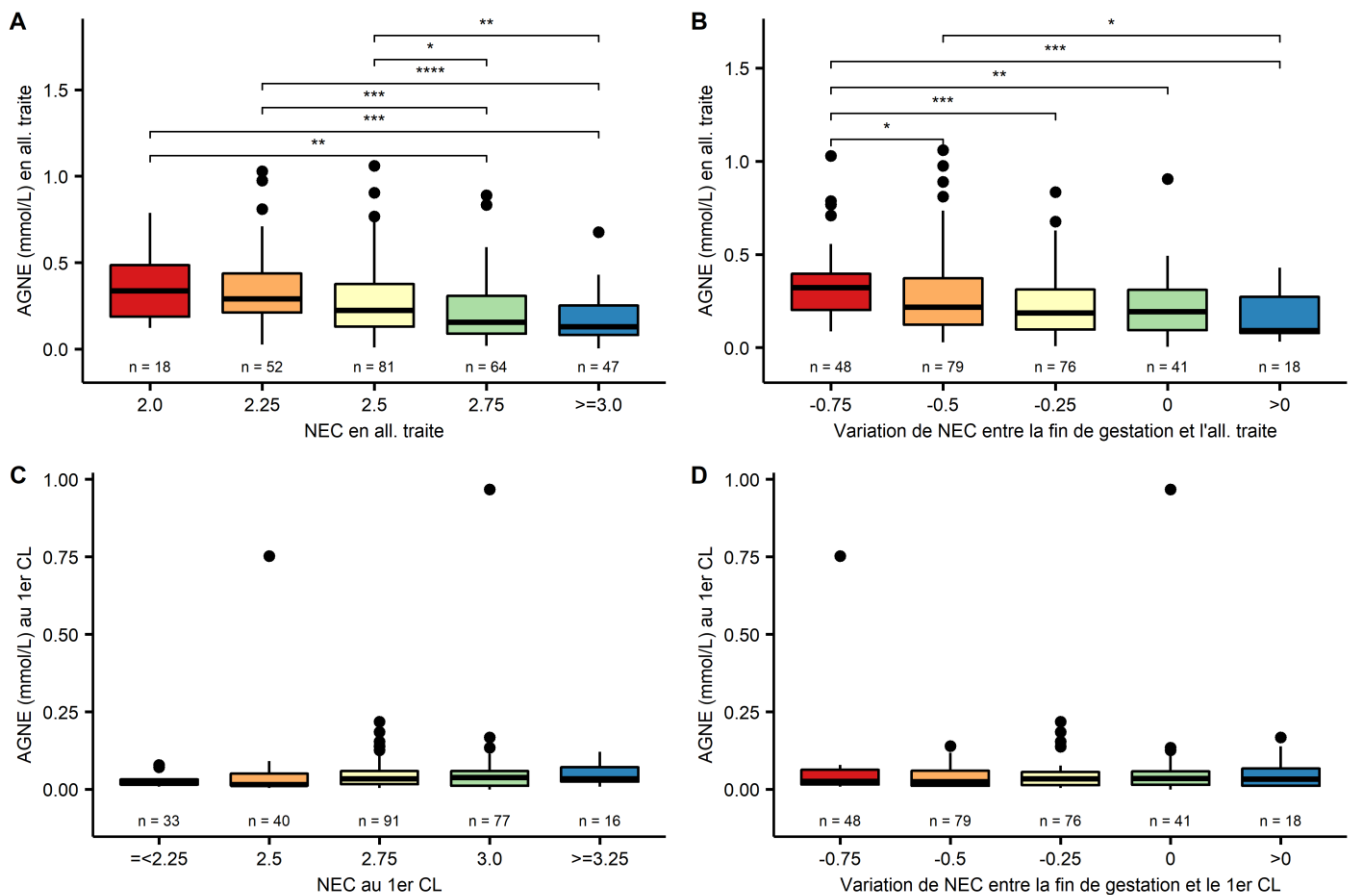 A
AGNE (mmol/L) en all. traite
1.5
1.0
0.5
0.0
**
*
****
***
***
**
n = 18 n = 52 n = 81 n = 64 n = 47
2.0 2.25 2.5 2.75 >=3.0
NEC en all. traite
B
AGNE (mmol/L) en all. traite
1.5
1.0
0.5
0.0
*
***
**
***
*
n = 48 n = 79 n = 76 n = 41 n = 18
-0.75 -0.5 -0.25 0 >0
Variation de NEC entre la fin de gestation et l'all. traite
C
AGNE (mmol/L) au 1er CL
1.00
0.75
0.50
0.25
0.00
n = 33 n = 40 n = 91 n = 77 n = 16
=<2.25 2.5 2.75 3.0 >=3.25
NEC au 1er CL
D
AGNE (mmol/L) au 1er CL
1.00
0.75
0.50
0.25
0.00
n = 48 n = 79 n = 76 n = 41 n = 18
-0.75 -0.5 -0.25 0 >0
Variation de NEC entre la fin de gestation et le 1er CL